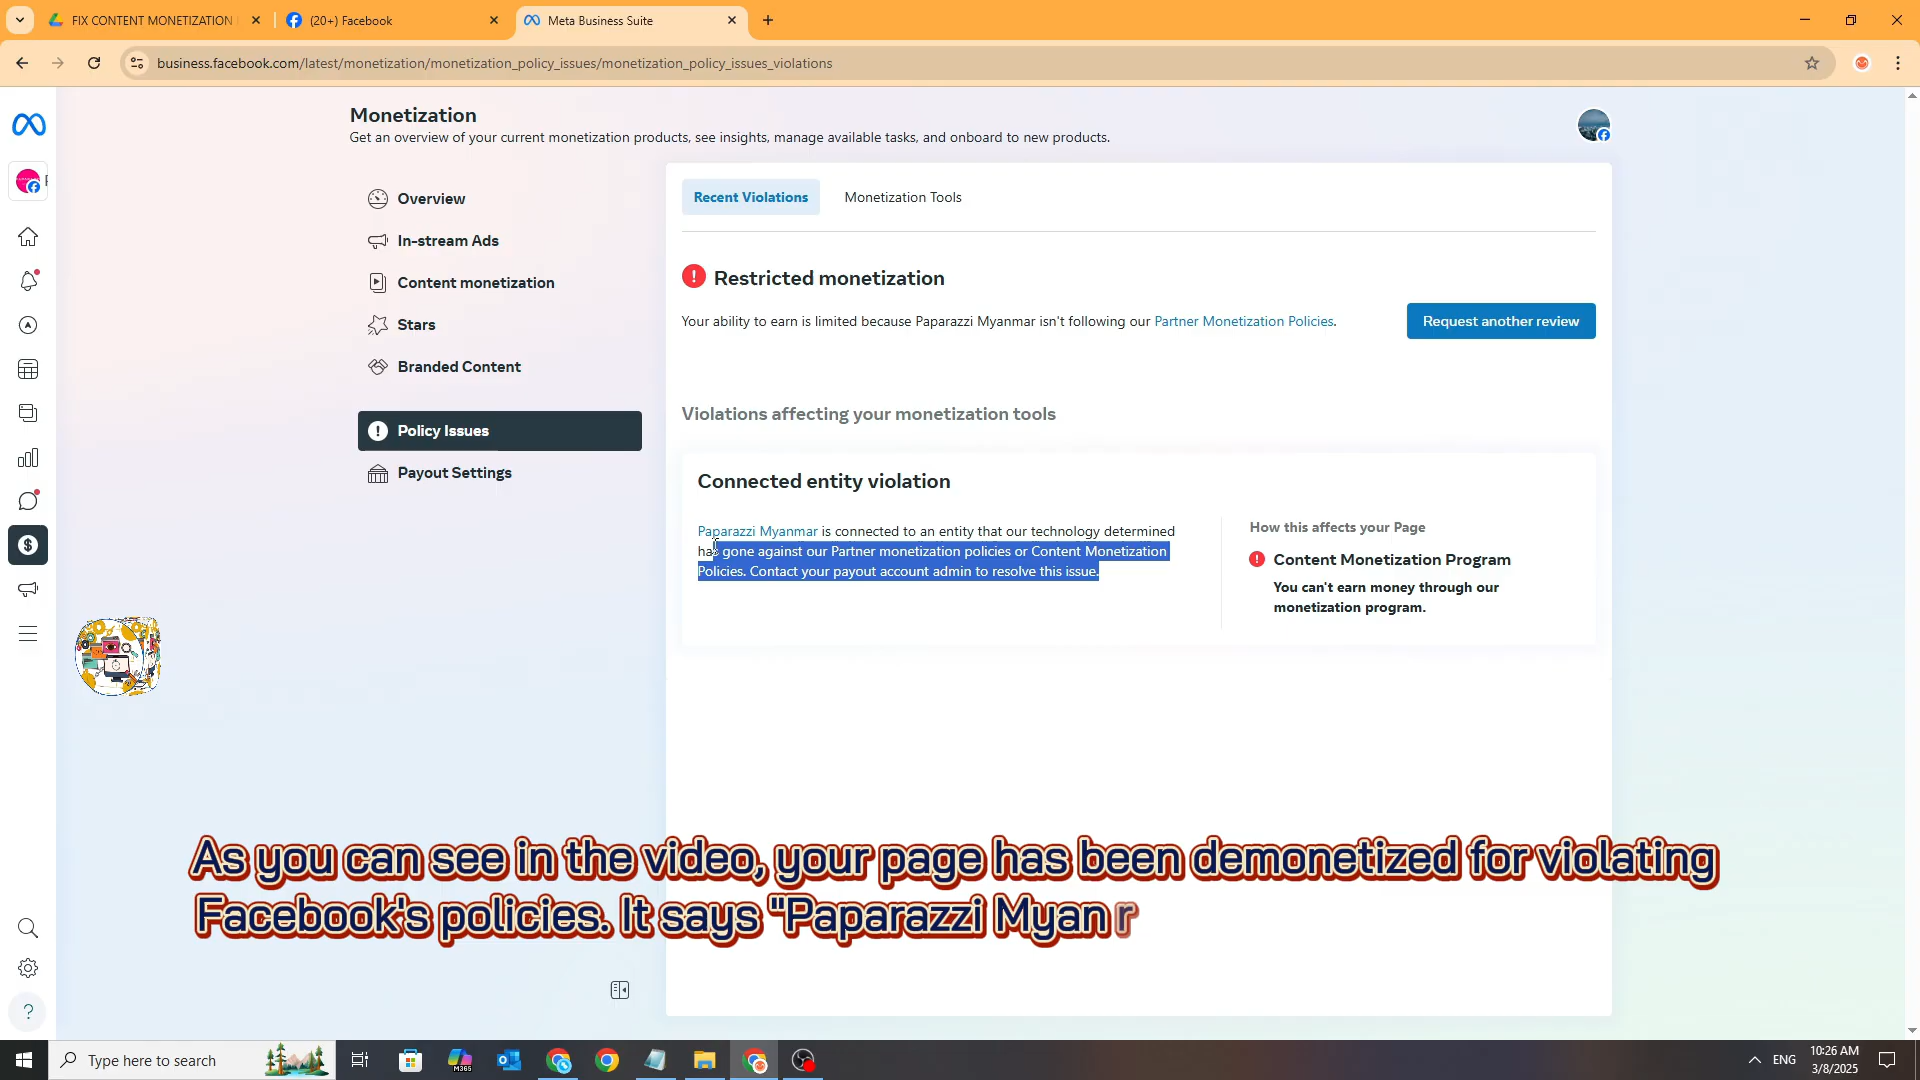 FIX CONTENT MONETIZATION
(20+) Facebook
Meta Business Suite
business.facebook.com/latest/monetization/monetization_policy_issues/monetization_policy_issues_violations
Monetization
Get an overview of your current monetization products, see insights, manage available tasks, and onboard to new products.
Overview
In-stream Ads
Content monetization
Stars
Branded Content
Policy Issues
Payout Settings
Recent Violations
Monetization Tools
Restricted monetization
Your ability to earn is limited because Paparazzi Myanmar isn't following our Partner Monetization Policies.
Request another review
Violations affecting your monetization tools
Connected entity violation
Paparazzi Myanmar is connected to an entity that our technology determined
has gone against our Partner monetization policies or Content Monetization
Policies. Contact your payout account admin to resolve this issue.
How this affects your Page
Content Monetization Program
You can't earn money through our
monetization program.
As you can see in the video, your page has been demonetized for violating
Facebook's policies. It says "Paparazzi Myan r
Type here to search
M365
ENG
10:26 AM
3/8/2025